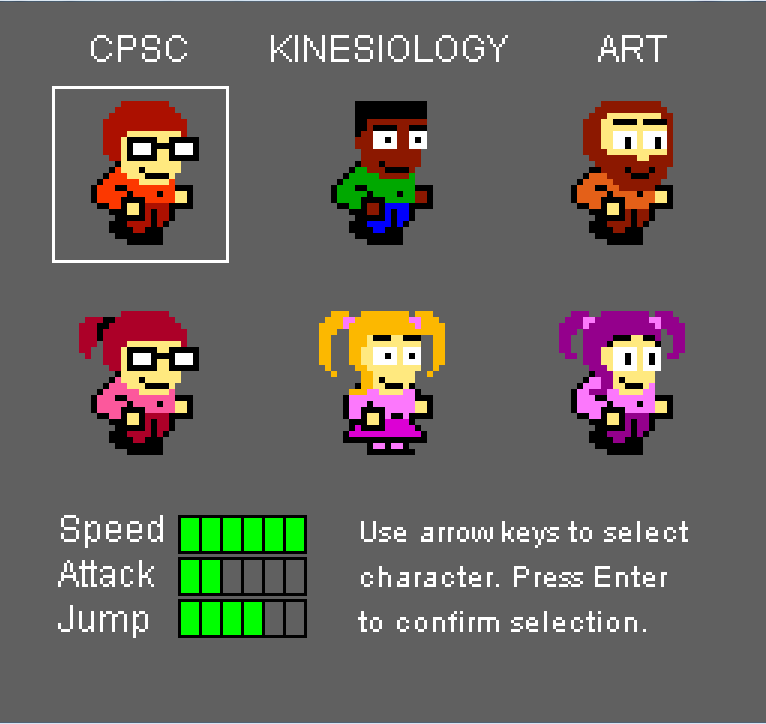 CPSC KINESIOLOGY ART
Speed
Attack
Jump
Use arrow keys to select
character. Press Enter
to confirm selection.